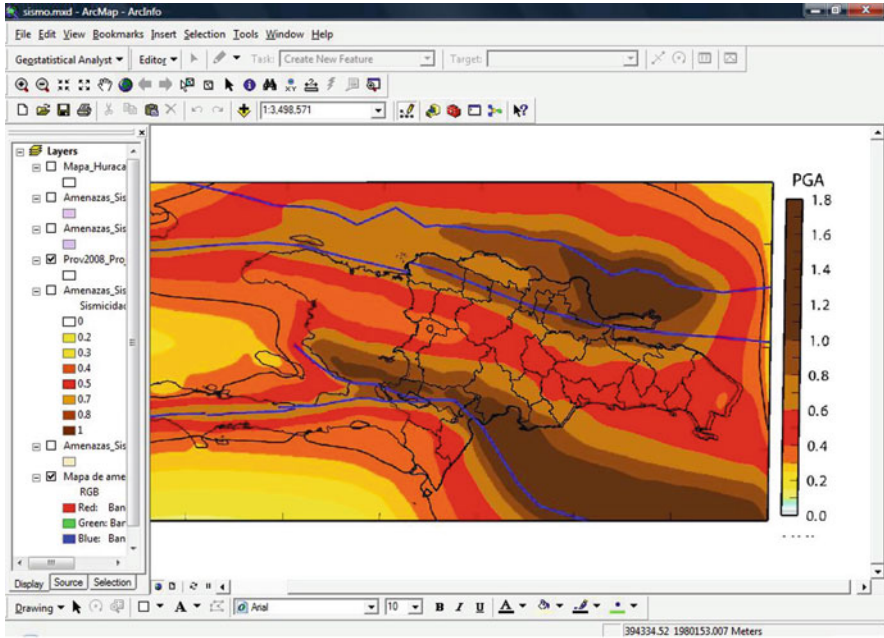 sismo.mxd - ArcMap - ArcInfo
File Edit View Bookmarks Insert Selection Tools Window Help
Geostatistical Analyst Editor Task: Create New Feature Target:
1:3,498,571
Layers
Mapa_Huraca
Amenazas_Sis
Amenazas_Sis
Prov2008_Proj
Amenazas_Sis
Sismicidad
0
0.2
0.3
0.4
0.5
0.7
0.8
1
Amenazas_Sis
Mapa de ame
RGB
Red: Ban
Green: Ban
Blue: Ban
PGA
1.8
1.6
1.4
1.2
1.0
0.8
0.6
0.4
0.2
0.0
Display Source Selection
Drawing A Arial 10 B I U A
394334.52 1980153.007 Meters